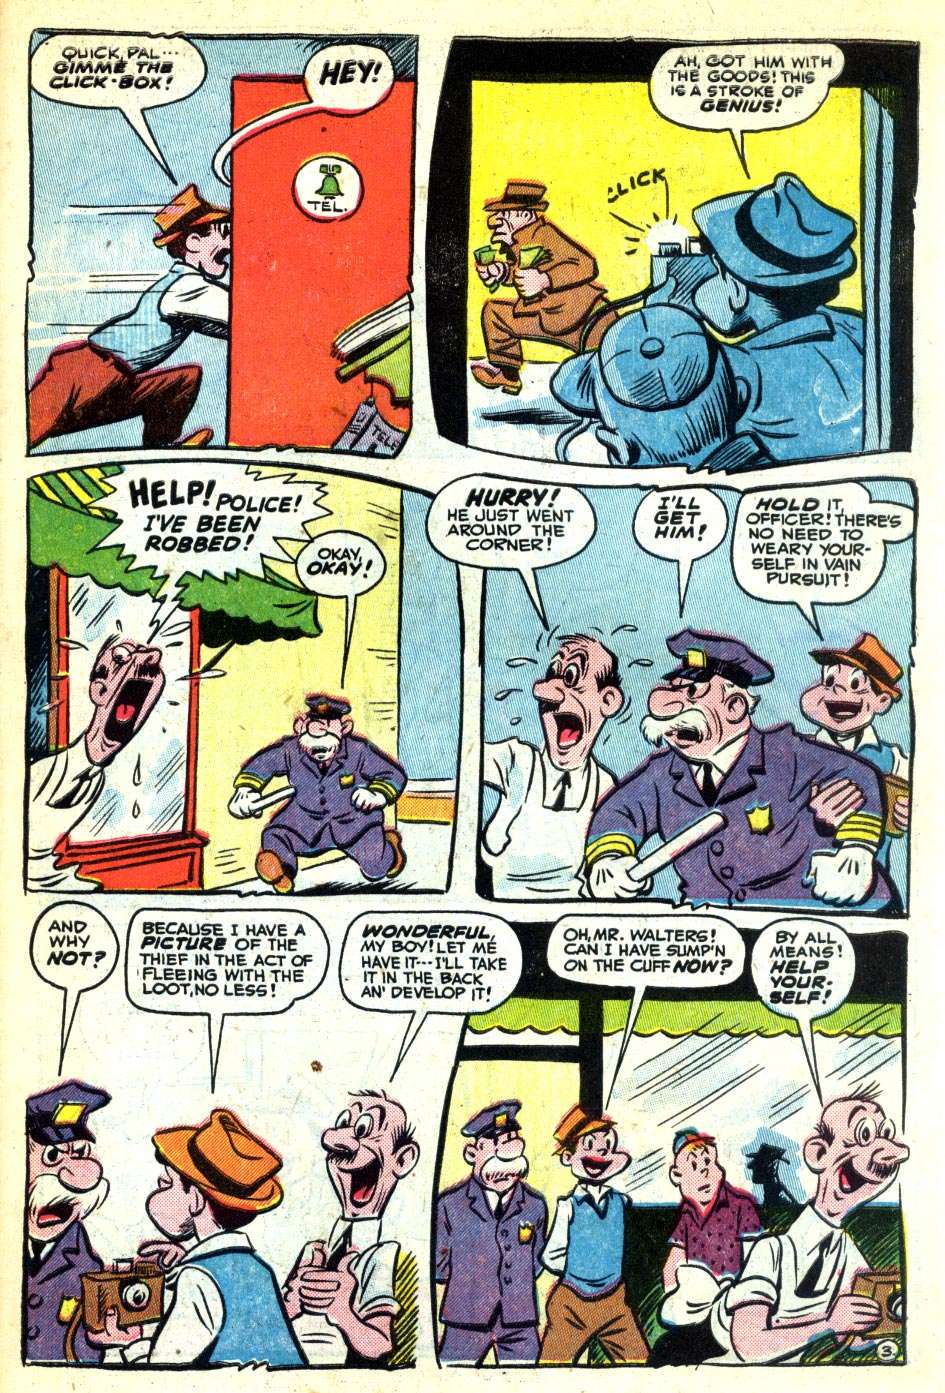 QUICK, PAL---
GIMME THE
CLICK-BOX!
HEY!
TEL.
TEL.
AH, GOT HIM WITH
THE GOODS! THIS
IS A STROKE OF
GENIUS!
CLICK
HELP! POLICE!
I'VE BEEN
ROBBED!
OKAY,
OKAY!
HURRY!
HE JUST WENT
AROUND THE
CORNER!
I'LL
GET
HIM!
HOLD IT,
OFFICER! THERE'S
NO NEED TO
WEARY YOUR-
SELF IN VAIN
PURSUIT!
AND
WHY
NOT?
BECAUSE I HAVE A
PICTURE OF THE
THIEF IN THE ACT OF
FLEEING WITH THE
LOOT, NO LESS!
WONDERFUL,
MY BOY! LET ME
HAVE IT---I'LL TAKE
IT IN THE BACK
AN' DEVELOP IT!
OH, MR. WALTERS!
CAN I HAVE SUMP'N
ON THE CUFF NOW?
BY ALL
MEANS!
HELP
YOUR-
SELF!
3